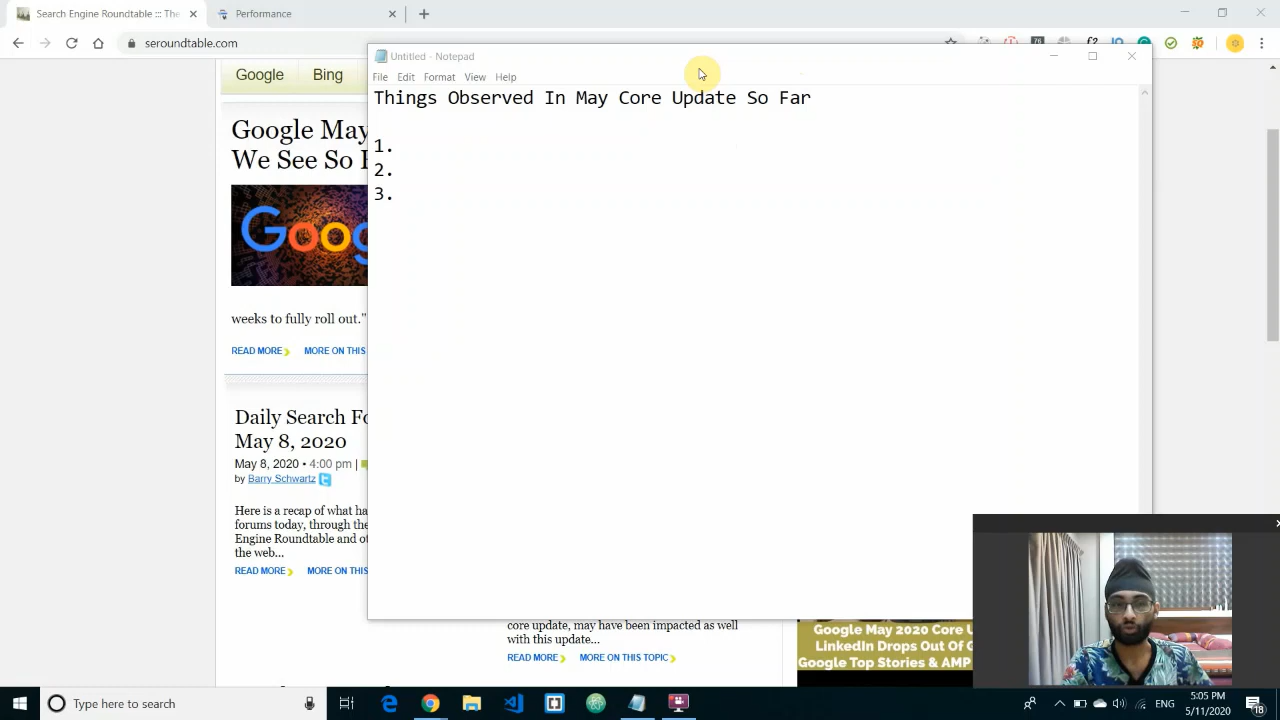 Search Engine Roundtable ::: The
Performance
seroundtable.com
76
f?
Google
Bing
Untitled - Notepad
File Edit Format View Help
Things Observed In May Core Update So Far
1.
2.
3.
Google May
We See So
weeks to fully roll out."
READ MORE
MORE ON THIS
Daily Search Fo
May 8, 2020
May 8, 2020 • 4:00 pm |
by Barry Schwartz
Here is a recap of what ha
forums today, through the
Engine Roundtable and ot
the web...
READ MORE
MORE ON THIS
core update, may have been impacted as well
with this update...
READ MORE
MORE ON THIS TOPIC
Google May 2020 Core U
LinkedIn Drops Out Of G
Google Top Stories & AMP
Type here to search
ENG
5:05 PM
5/11/2020
18